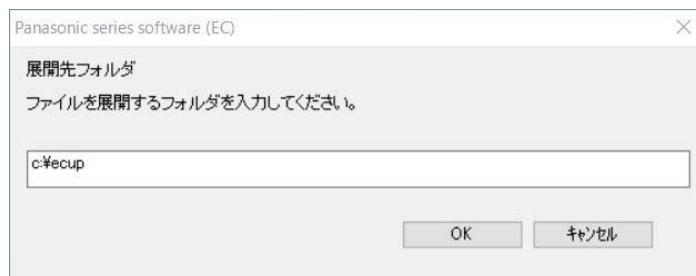 Panasonic series software (EC)
展開先フォルダ
ファイルを展開するフォルダを入力してください。
c:¥ecup
OK キャンセル